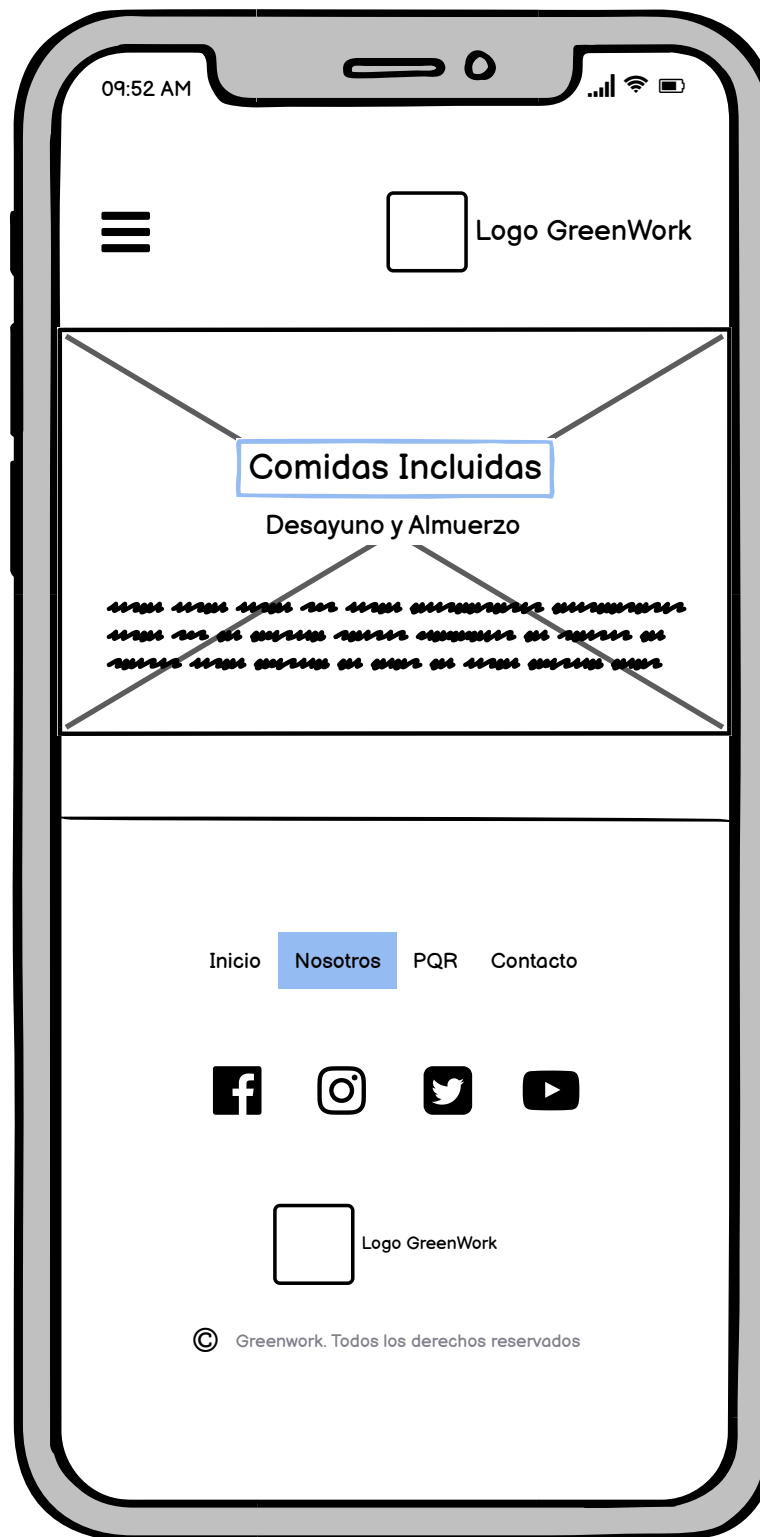 09:52 AM
Logo GreenWork
Comidas Incluidas
Desayuno y Almuerzo
Inicio Nosotros PQR Contacto
Logo GreenWork
© Greenwork. Todos los derechos reservados